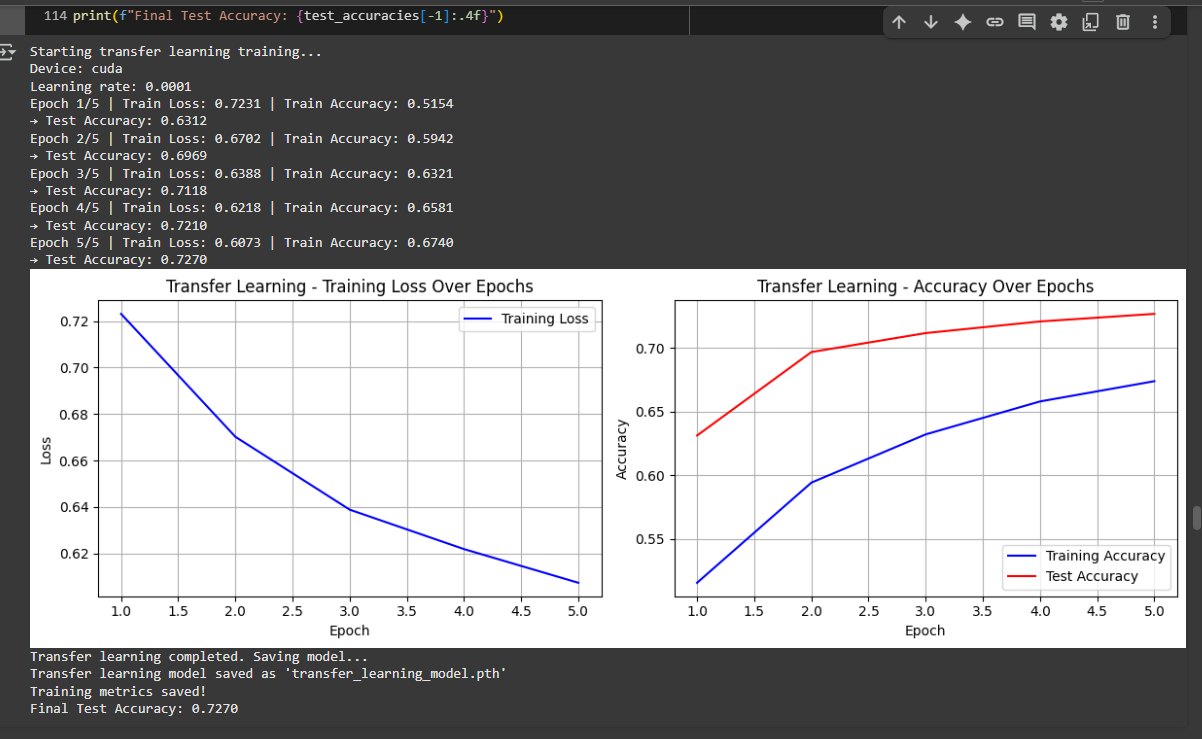 114 print(f"Final Test Accuracy: {test_accuracies[-1]:.4f}")
Starting transfer learning training...
Device: cuda
Learning rate: 0.0001
Epoch 1/5 | Train Loss: 0.7231 | Train Accuracy: 0.5154
→ Test Accuracy: 0.6312
Epoch 2/5 | Train Loss: 0.6702 | Train Accuracy: 0.5942
→ Test Accuracy: 0.6969
Epoch 3/5 | Train Loss: 0.6388 | Train Accuracy: 0.6321
→ Test Accuracy: 0.7118
Epoch 4/5 | Train Loss: 0.6218 | Train Accuracy: 0.6581
→ Test Accuracy: 0.7210
Epoch 5/5 | Train Loss: 0.6073 | Train Accuracy: 0.6740
→ Test Accuracy: 0.7270
Transfer Learning - Training Loss Over Epochs
Training Loss
0.72
0.70
0.68
0.66
0.64
0.62
Loss
1.0 1.5 2.0 2.5 3.0 3.5 4.0 4.5 5.0
Epoch
Transfer Learning - Accuracy Over Epochs
0.70
0.65
0.60
0.55
Accuracy
Training Accuracy
Test Accuracy
1.0 1.5 2.0 2.5 3.0 3.5 4.0 4.5 5.0
Epoch
Transfer learning completed. Saving model...
Transfer learning model saved as 'transfer_learning_model.pth'
Training metrics saved!
Final Test Accuracy: 0.7270